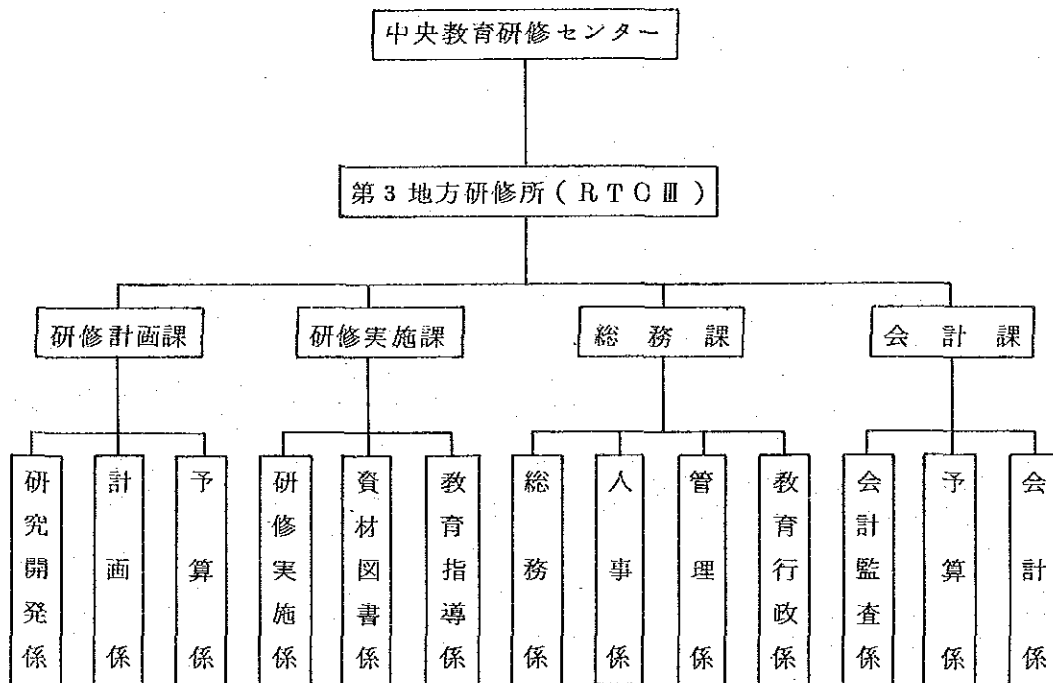 中央教育研修センター
第3地方研修所(RTCⅢ)
研修計画課
研修実施課
総務課
会計課
研究開発係
計画係
予算係
研修実施係
資材図書係
教育指導係
総務係
人事係
管理係
教育行政係
会計監査係
予算係
会計係